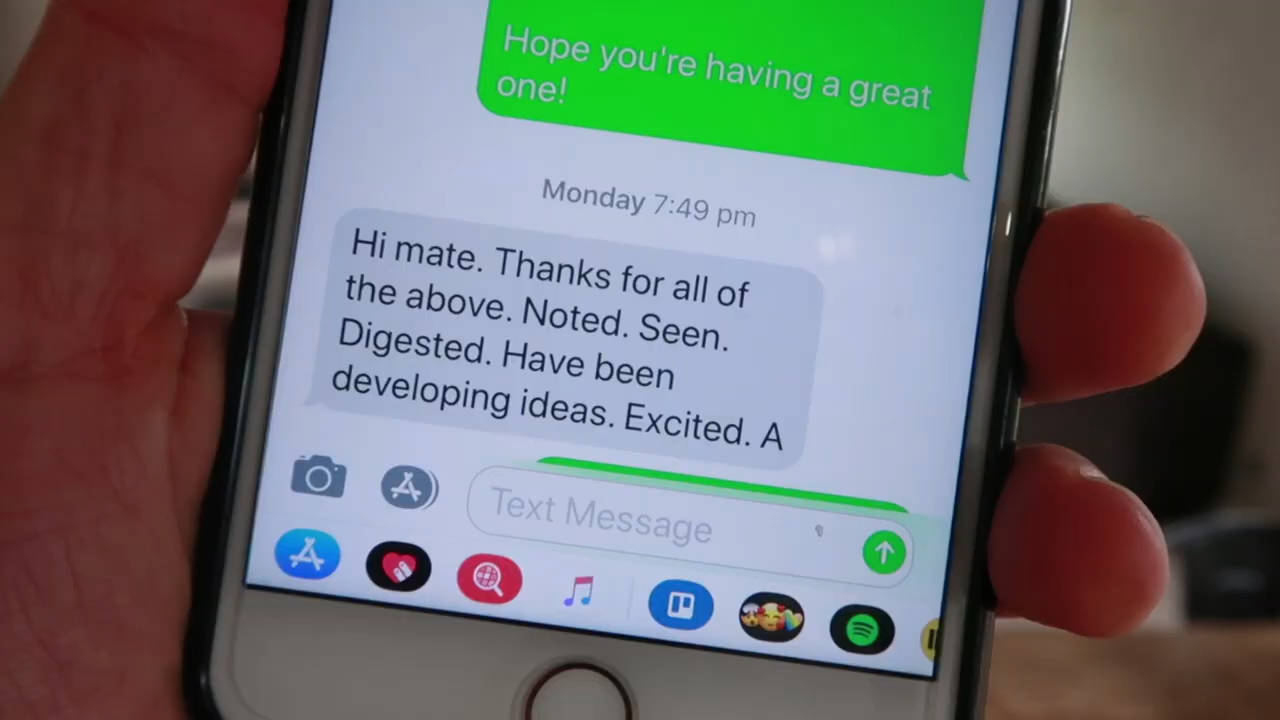 Hope you're having a great
one!
Monday 7:49 pm
Hi mate. Thanks for all of
the above. Noted. Seen.
Digested. Have been
developing ideas. Excited. A
Text Message